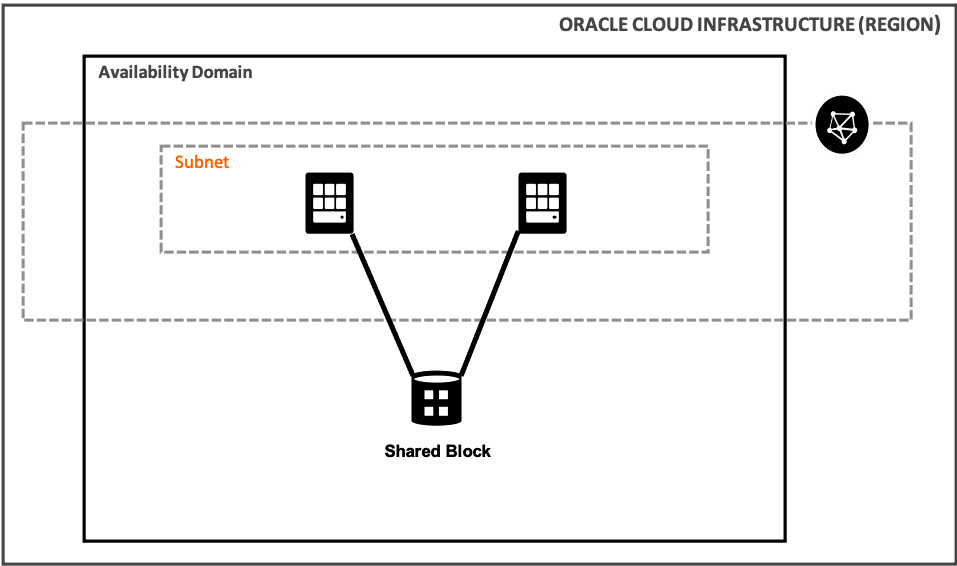 ORACLE CLOUD INFRASTRUCTURE (REGION)
Availability Domain
Subnet
Shared Block